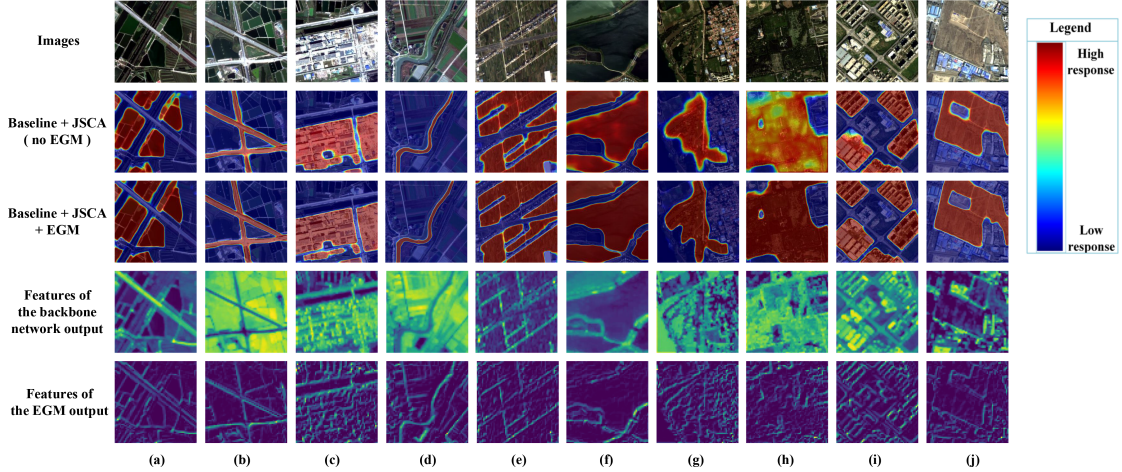 Images
Baseline + JSCA
( no EGM )
Baseline + JSCA
+ EGM
Features of
the backbone
network output
Features of
the EGM output
(a)
(b)
(c)
(d)
(e)
(f)
(g)
(h)
(i)
(j)
Legend
High
response
Low
response